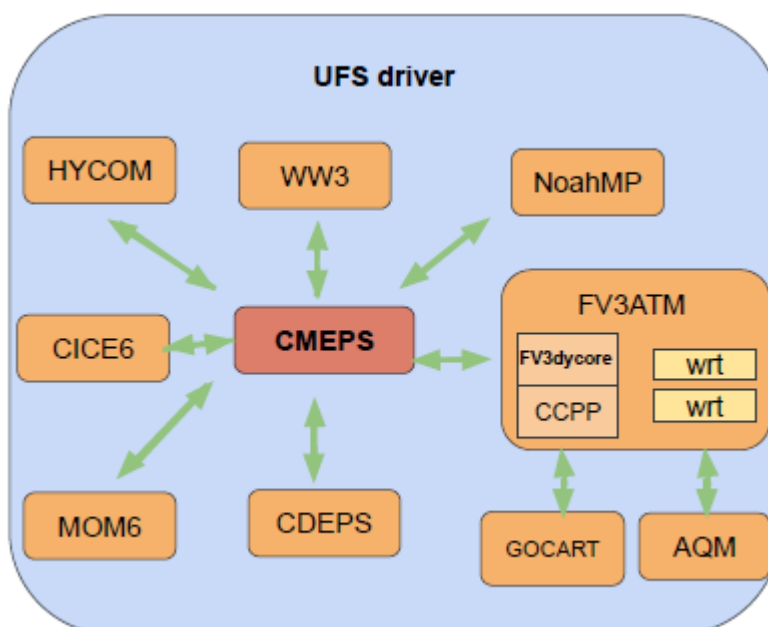 UFS driver
HYCOM
WW3
NoahMP
CICE6
CMEPS
FV3ATM
FV3dycore
CCPP
wrt
wrt
MOM6
CDEPS
GOCART
AQM